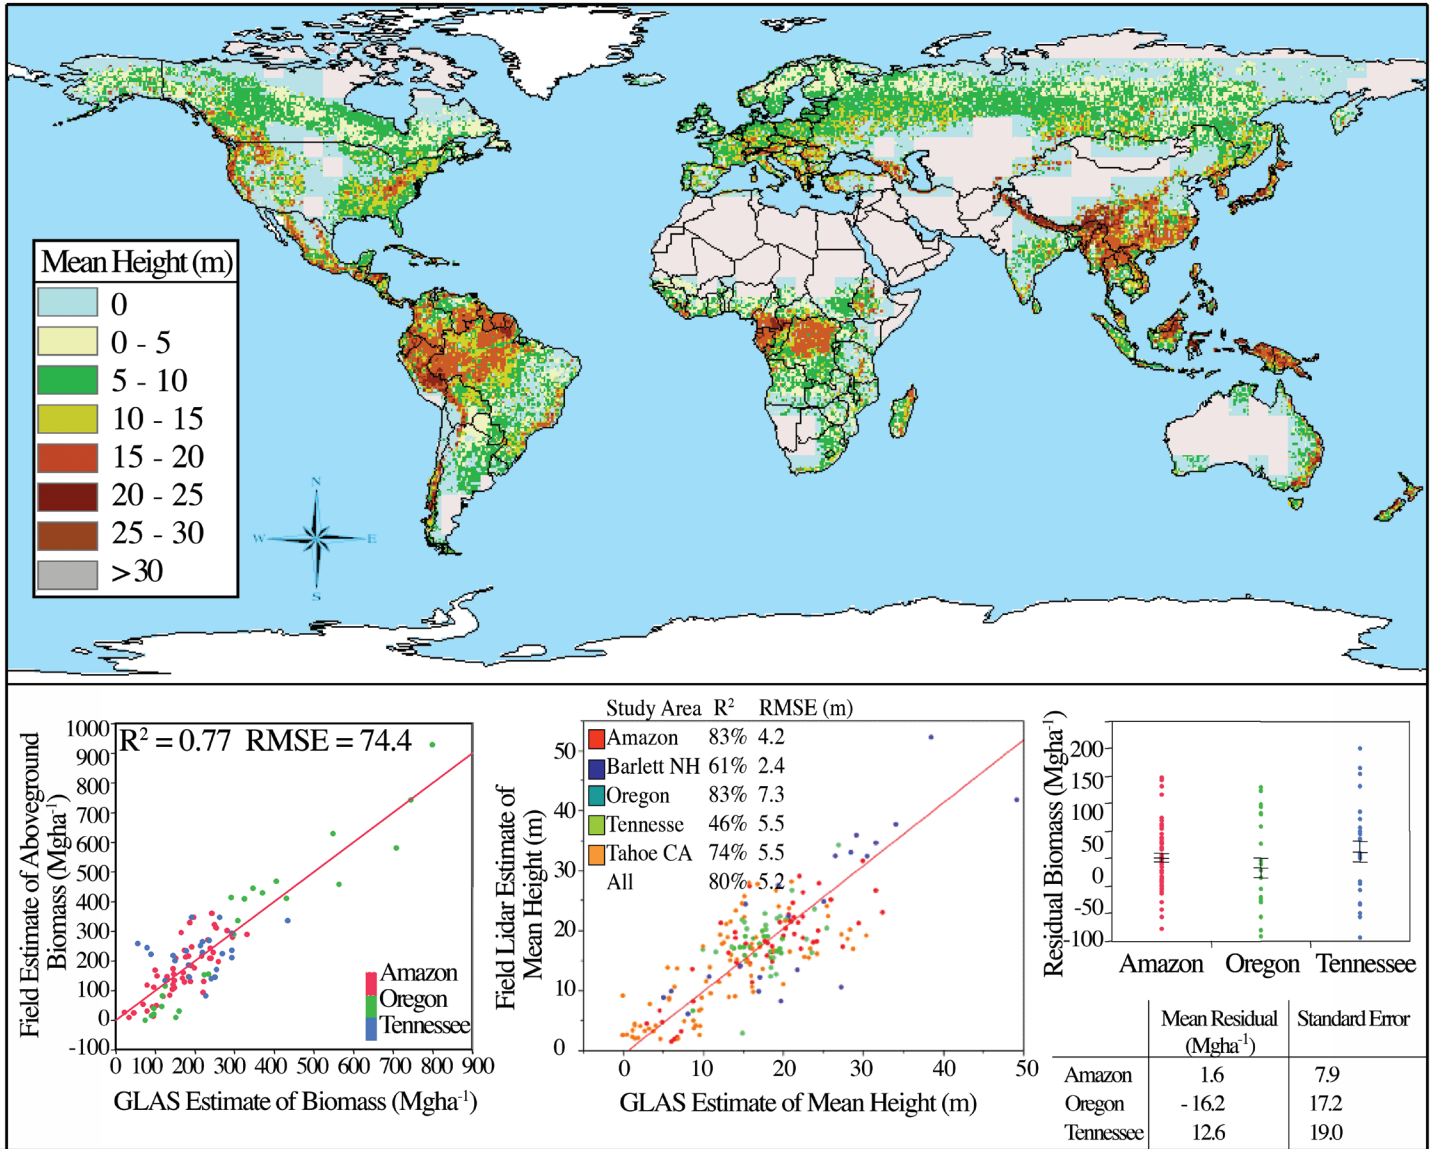 Mean Height (m)
0
0 - 5
5 - 10
10 - 15
15 - 20
20 - 25
25 - 30
>30
N
W
E
S
1000
900
800
700
600
500
400
300
200
100
0
-100
Field Estimate of Aboveground
Biomass (Mgha⁻¹)
R² = 0.77 RMSE = 74.4
Amazon
Oregon
Tennessee
0 100 200 300 400 500 600 700 800 900
GLAS Estimate of Biomass (Mgha⁻¹)
Study Area R² RMSE (m)
Amazon 83% 4.2
Barlett NH 61% 2.4
Oregon 83% 7.3
Tennesse 46% 5.5
Tahoe CA 74% 5.5
All 80% 5.2
Field Lidar Estimate of
Mean Height (m)
50
40
30
20
10
0
0 10 20 30 40 50
GLAS Estimate of Mean Height (m)
Residual Biomass (Mgha⁻¹)
200
150
100
50
0
-50
-100
Amazon Oregon Tennessee
Mean Residual Standard Error
(Mgha⁻¹)
Amazon 1.6 7.9
Oregon - 16.2 17.2
Tennessee 12.6 19.0